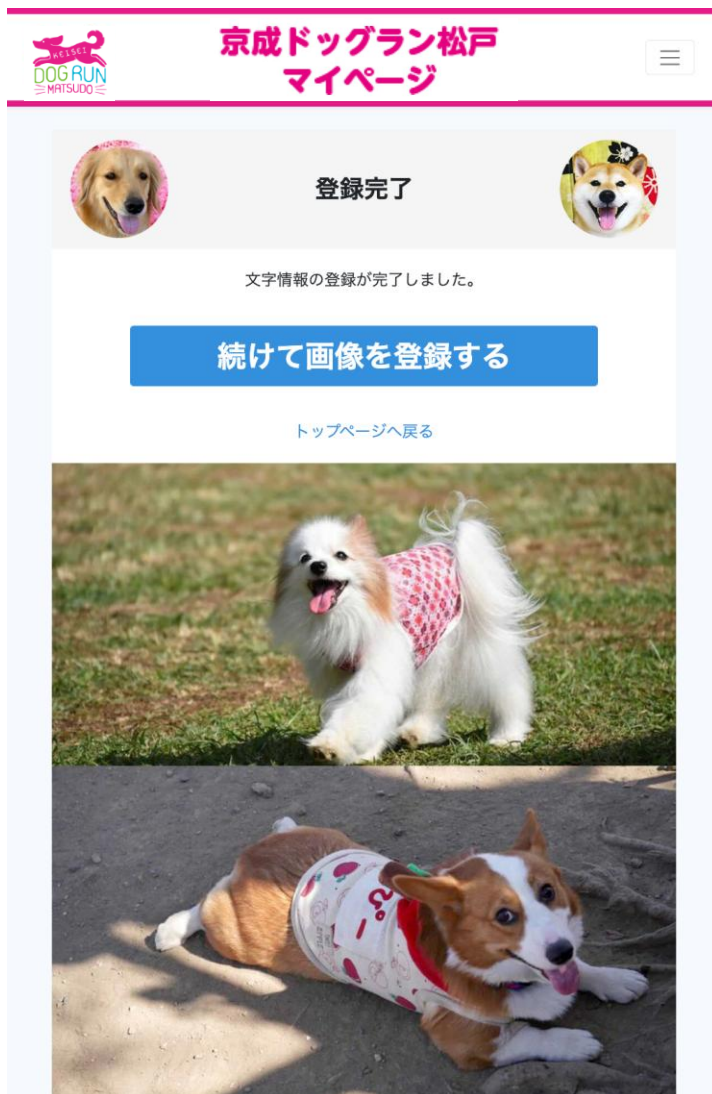 KEISEI
DOG RUN
MATSUDO
京成ドッグラン松戸
マイページ
登録完了
文字情報の登録が完了しました。
続けて画像を登録する
トップページへ戻る